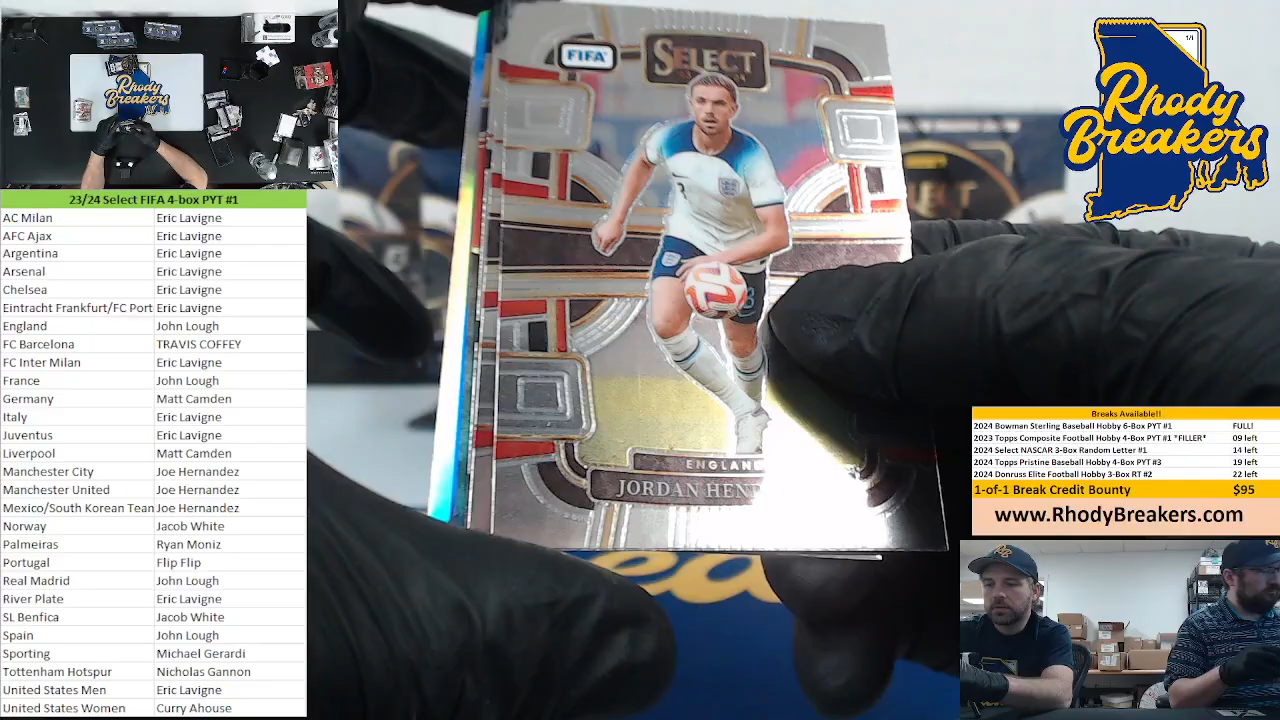 23/24 Select FIFA 4-box PYT #1
AC Milan Eric Lavigne
AFC Ajax Eric Lavigne
Argentina Eric Lavigne
Arsenal Eric Lavigne
Chelsea Eric Lavigne
Eintracht Frankfurt/FC Port Eric Lavigne
England John Lough
FC Barcelona TRAVIS COFFEY
FC Inter Milan Eric Lavigne
France John Lough
Germany Matt Camden
Italy Eric Lavigne
Juventus Eric Lavigne
Liverpool Matt Camden
Manchester City Joe Hernandez
Manchester United Joe Hernandez
Mexico/South Korean Tean Joe Hernandez
Norway Jacob White
Palmeiras Ryan Moniz
Portugal Flip Flip
Real Madrid John Lough
River Plate Eric Lavigne
SL Benfica Jacob White
Spain John Lough
Sporting Michael Gerardi
Tottenham Hotspur Nicholas Gannon
United States Men Eric Lavigne
United States Women Curry Ahouse
Rhody
Breakers
FIFA
SELECT
ENGLAND
JORDAN HEN
1/1
Rhody
Breakers
Breaks Available!!
2024 Bowman Sterling Baseball Hobby 6-Box PYT #1 FULL!
2023 Topps Composite Football Hobby 4-Box PYT #1 *FILLER* 09 left
2024 Select NASCAR 3-Box Random Letter #1 14 left
2024 Topps Pristine Baseball Hobby 4-Box PYT #3 19 left
2024 Donruss Elite Football Hobby 3-Box RT #2 22 left
1-of-1 Break Credit Bounty $95
www.RhodyBreakers.com